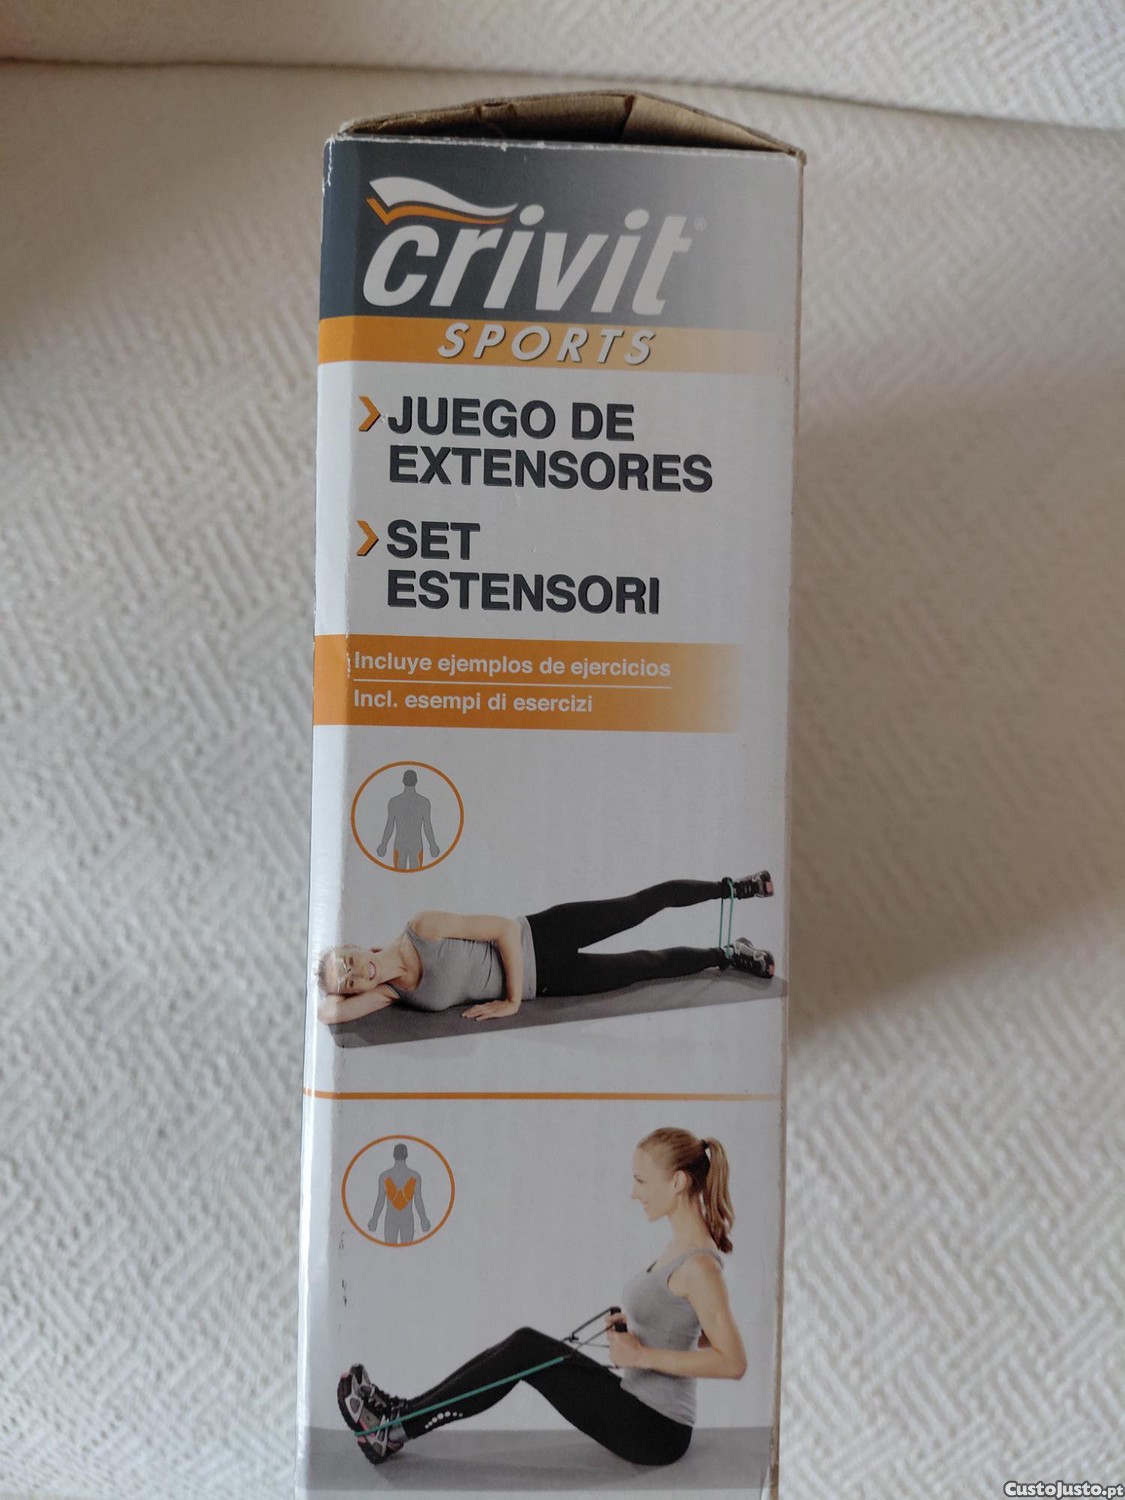 crivit®
SPORTS
JUEGO DE
EXTENSORES
SET
ESTENSORI
Incluye ejemplos de ejercicios
Incl. esempi di esercizi
CustoJusto.pt